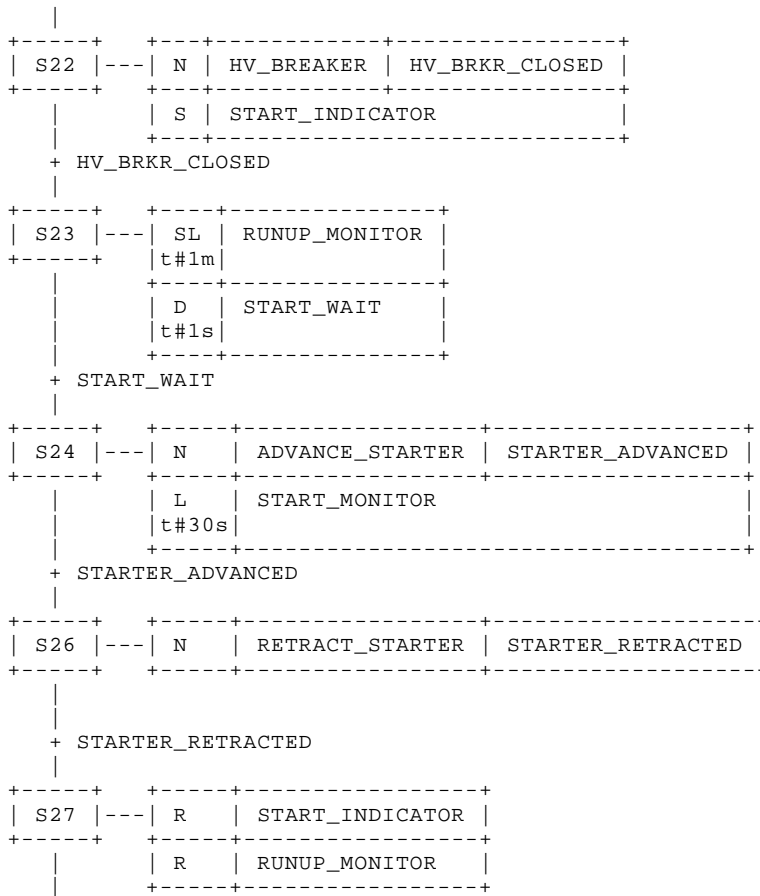 S22 N HV_BREAKER HV_BRKR_CLOSED
S START_INDICATOR
HV_BRKR_CLOSED
S23 SL RUNUP_MONITOR
t#1m
D START_WAIT
t#1s
START_WAIT
S24 N ADVANCE_STARTER STARTER_ADVANCED
L START_MONITOR
t#30s
STARTER_ADVANCED
S26 N RETRACT_STARTER STARTER_RETRACTED
STARTER_RETRACTED
S27 R START_INDICATOR
R RUNUP_MONITOR